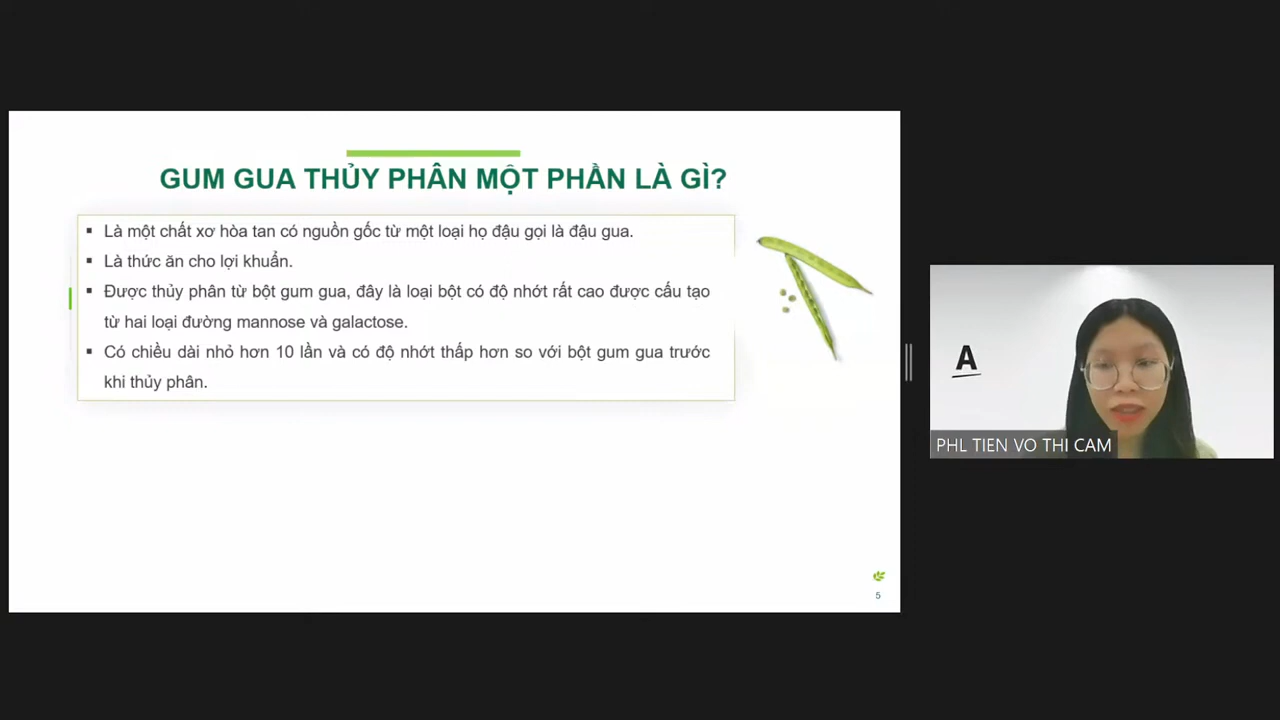 GUM GUA THỦY PHÂN MỘT PHẦN LÀ GÌ?
▪ Là một chất xơ hòa tan có nguồn gốc từ một loại họ đậu gọi là đậu gua.
▪ Là thức ăn cho lợi khuẩn.
▪ Được thủy phân từ bột gum gua, đây là loại bột có độ nhớt rất cao được cấu tạo
từ hai loại đường mannose và galactose.
▪ Có chiều dài nhỏ hơn 10 lần và có độ nhớt thấp hơn so với bột gum gua trước
khi thủy phân.
5
A
PHL TIEN VO THI CAM